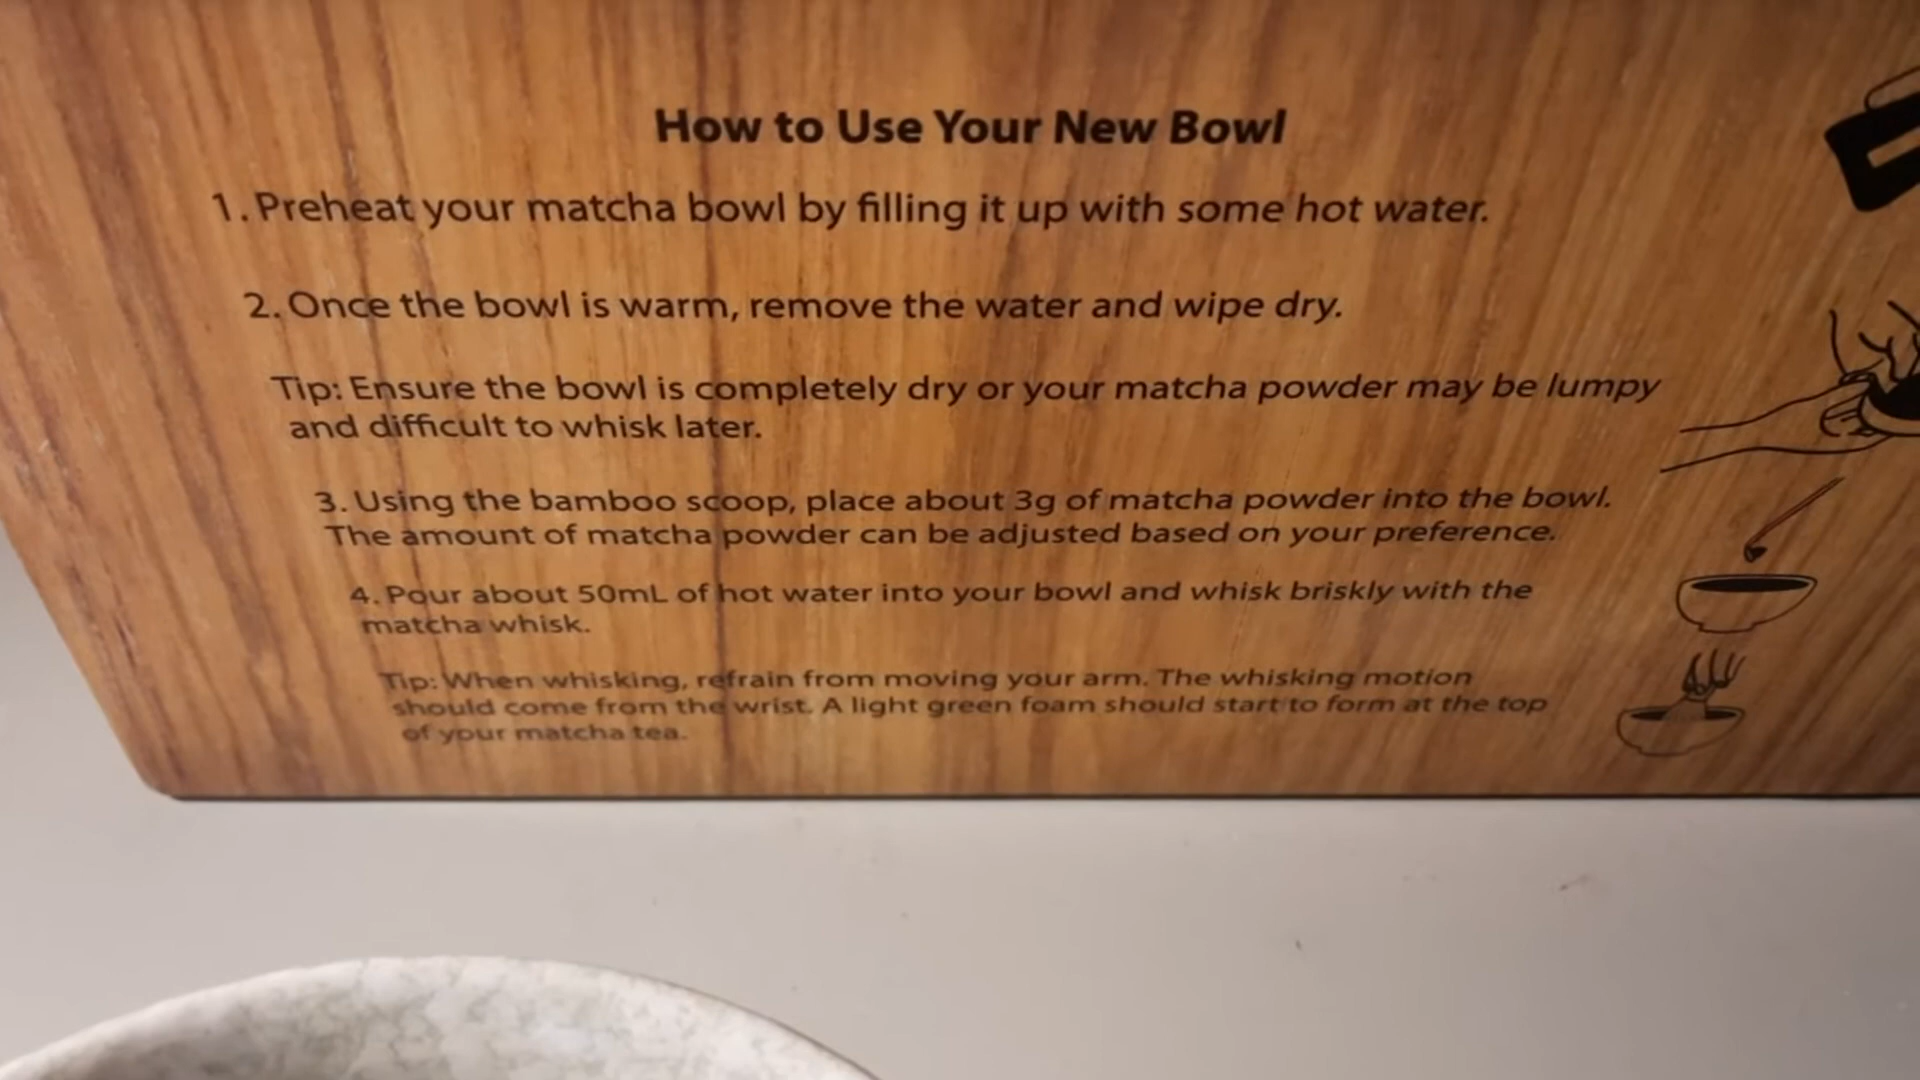 How to Use Your New Bowl
1. Preheat your matcha bowl by filling it up with some hot water.
2. Once the bowl is warm, remove the water and wipe dry.
Tip: Ensure the bowl is completely dry or your matcha powder may be lumpy
and difficult to whisk later.
3. Using the bamboo scoop, place about 3g of matcha powder into the bowl.
The amount of matcha powder can be adjusted based on your preference.
4. Pour about 50mL of hot water into your bowl and whisk briskly with the
matcha whisk.
Tip: When whisking, refrain from moving your arm. The whisking motion
should come from the wrist. A light green foam should start to form at the top
of your matcha tea.